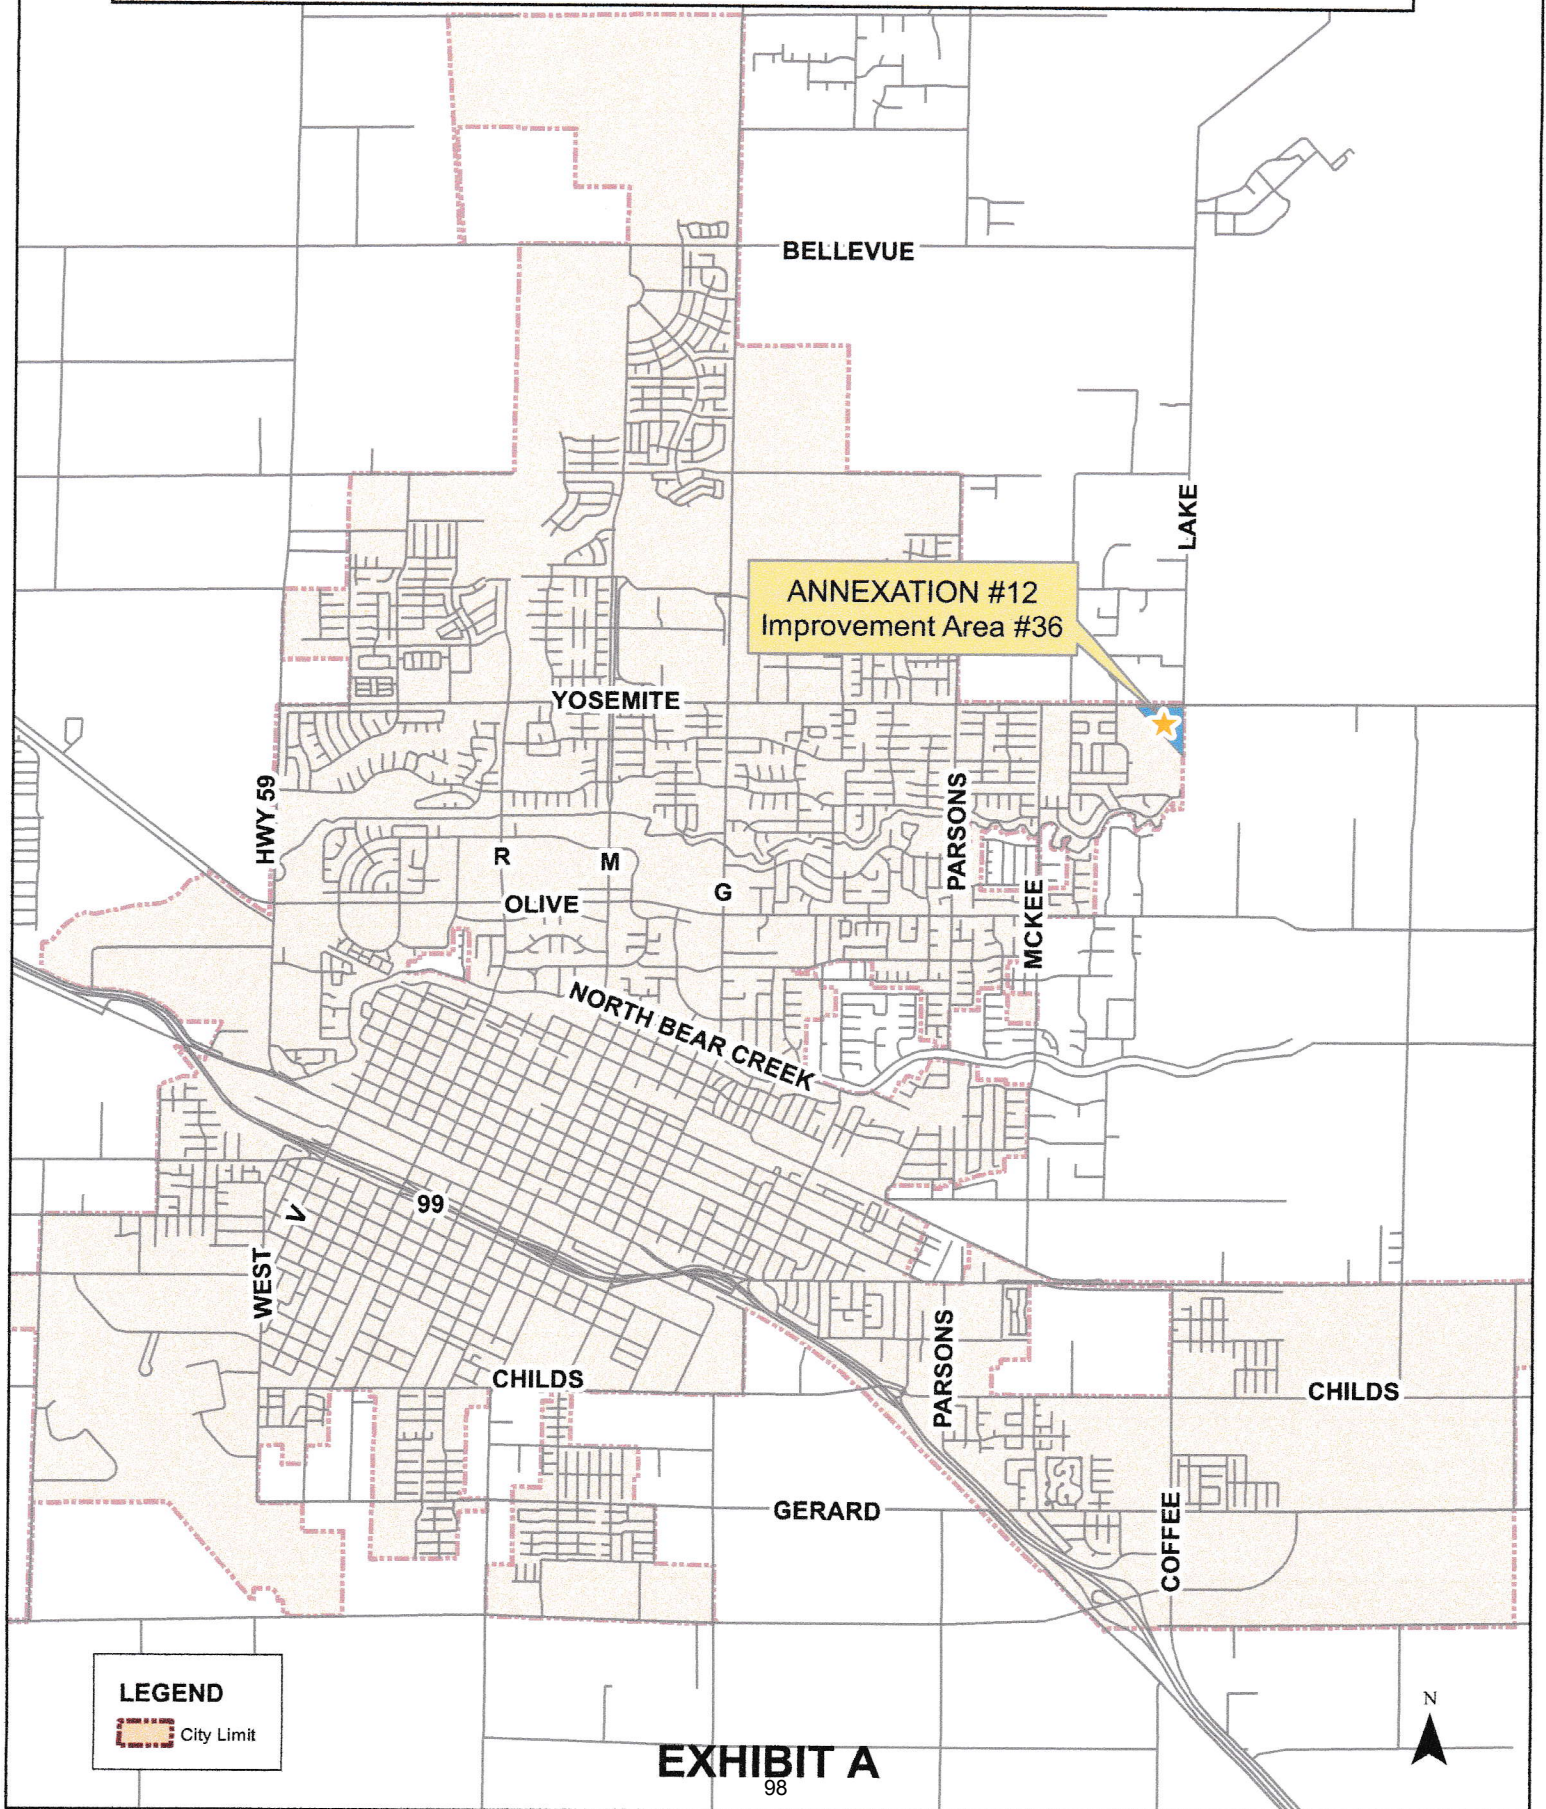 BELLEVUE
LAKE
ANNEXATION #12
Improvement Area #36
YOSEMITE
HWY 59
PARSONS
R
M
G
MCKEE
OLIVE
NORTH BEAR CREEK
99
V
WEST
PARSONS
CHILDS
CHILDS
GERARD
COFFEE
LEGEND
City Limit
N
EXHIBIT A
98